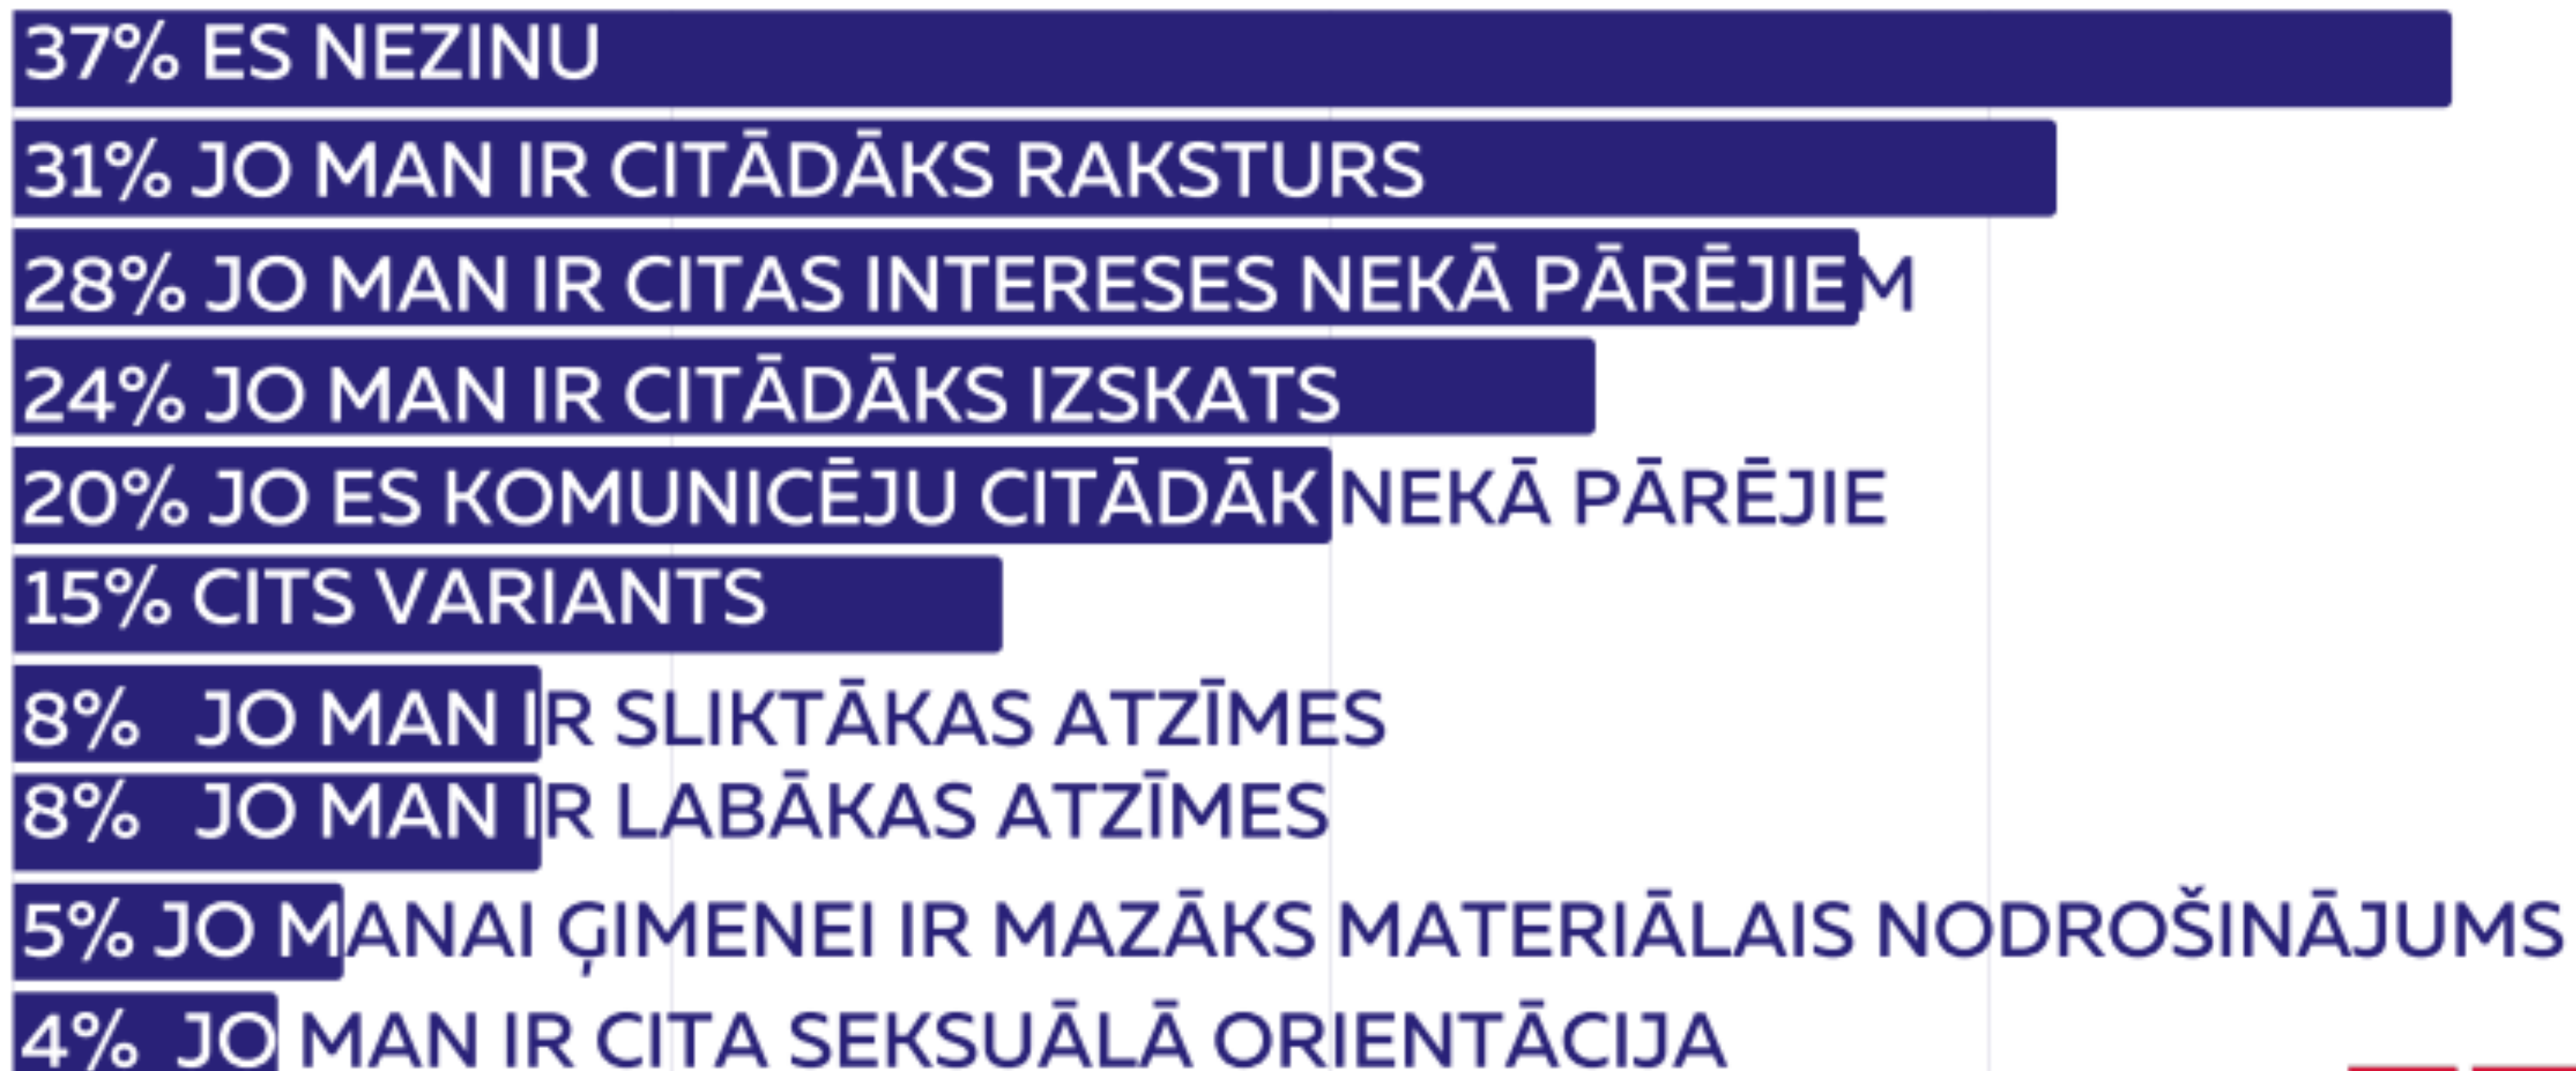 37% ES NEZINU
31% JO MAN IR CITĀDĀKS RAKSTURS
28% JO MAN IR CITAS INTERESES NEKĀ PĀRĒJIEM
24% JO MAN IR CITĀDĀKS IZSKATS
20% JO ES KOMUNICĒJU CITĀDĀK NEKĀ PĀRĒJIE
15% CITS VARIANTS
8% JO MAN IR SLIKTĀKAS ATZĪMES
8% JO MAN IR LABĀKAS ATZĪMES
5% JO MANAI ĢIMENEI IR MAZĀKS MATERIĀLAIS NODROŠINĀJUMS
4% JO MAN IR CITA SEKSUĀLĀ ORIENTĀCIJA